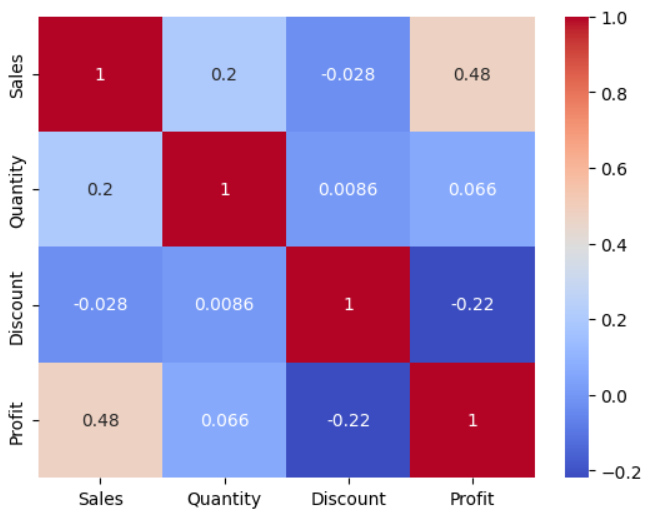 Sales 1 0.2 -0.028 0.48
Quantity 0.2 1 0.0086 0.066
Discount -0.028 0.0086 1 -0.22
Profit 0.48 0.066 -0.22 1
Sales Quantity Discount Profit
1.0
0.8
0.6
0.4
0.2
0.0
−0.2